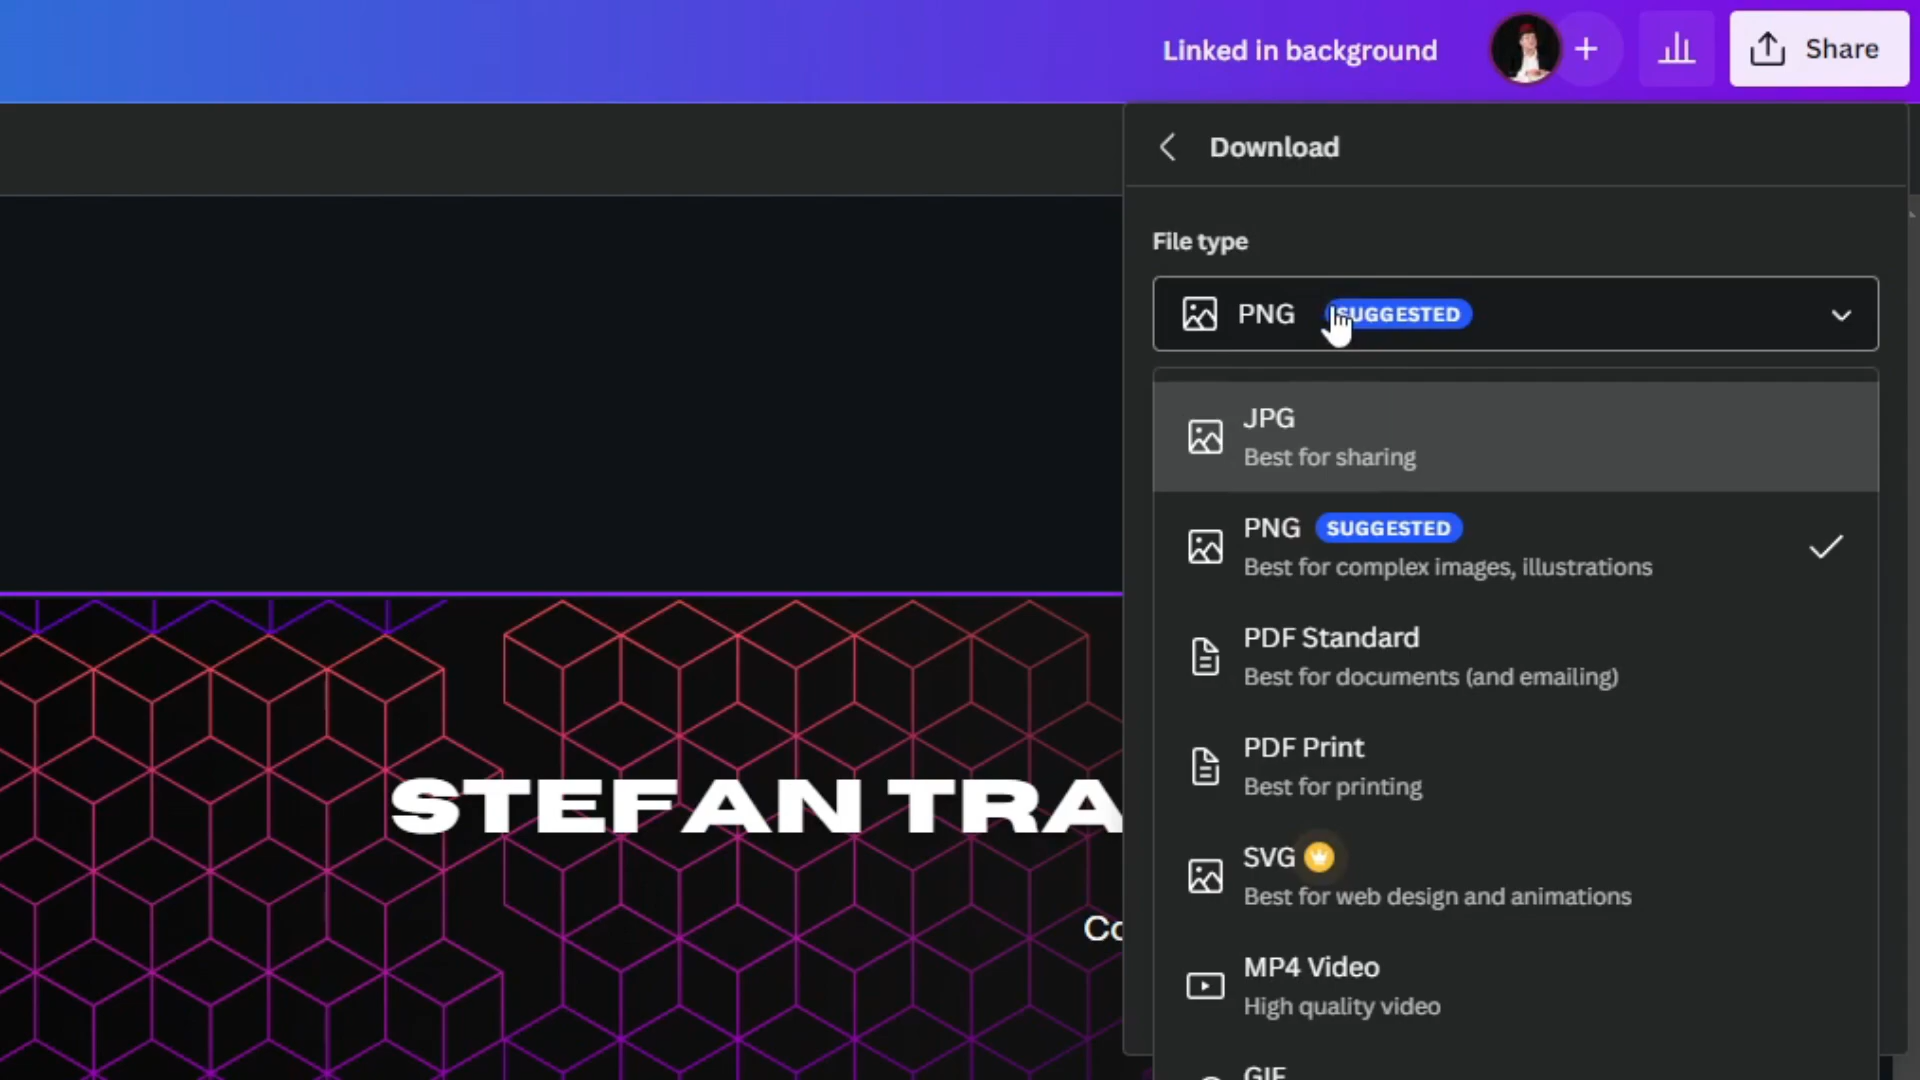 Linked in background
Share
Download
File type
PNG SUGGESTED
JPG
Best for sharing
PNG SUGGESTED
Best for complex images, illustrations
PDF Standard
Best for documents (and emailing)
PDF Print
Best for printing
SVG
Best for web design and animations
MP4 Video
High quality video
GIF
STEFAN TRA
Co